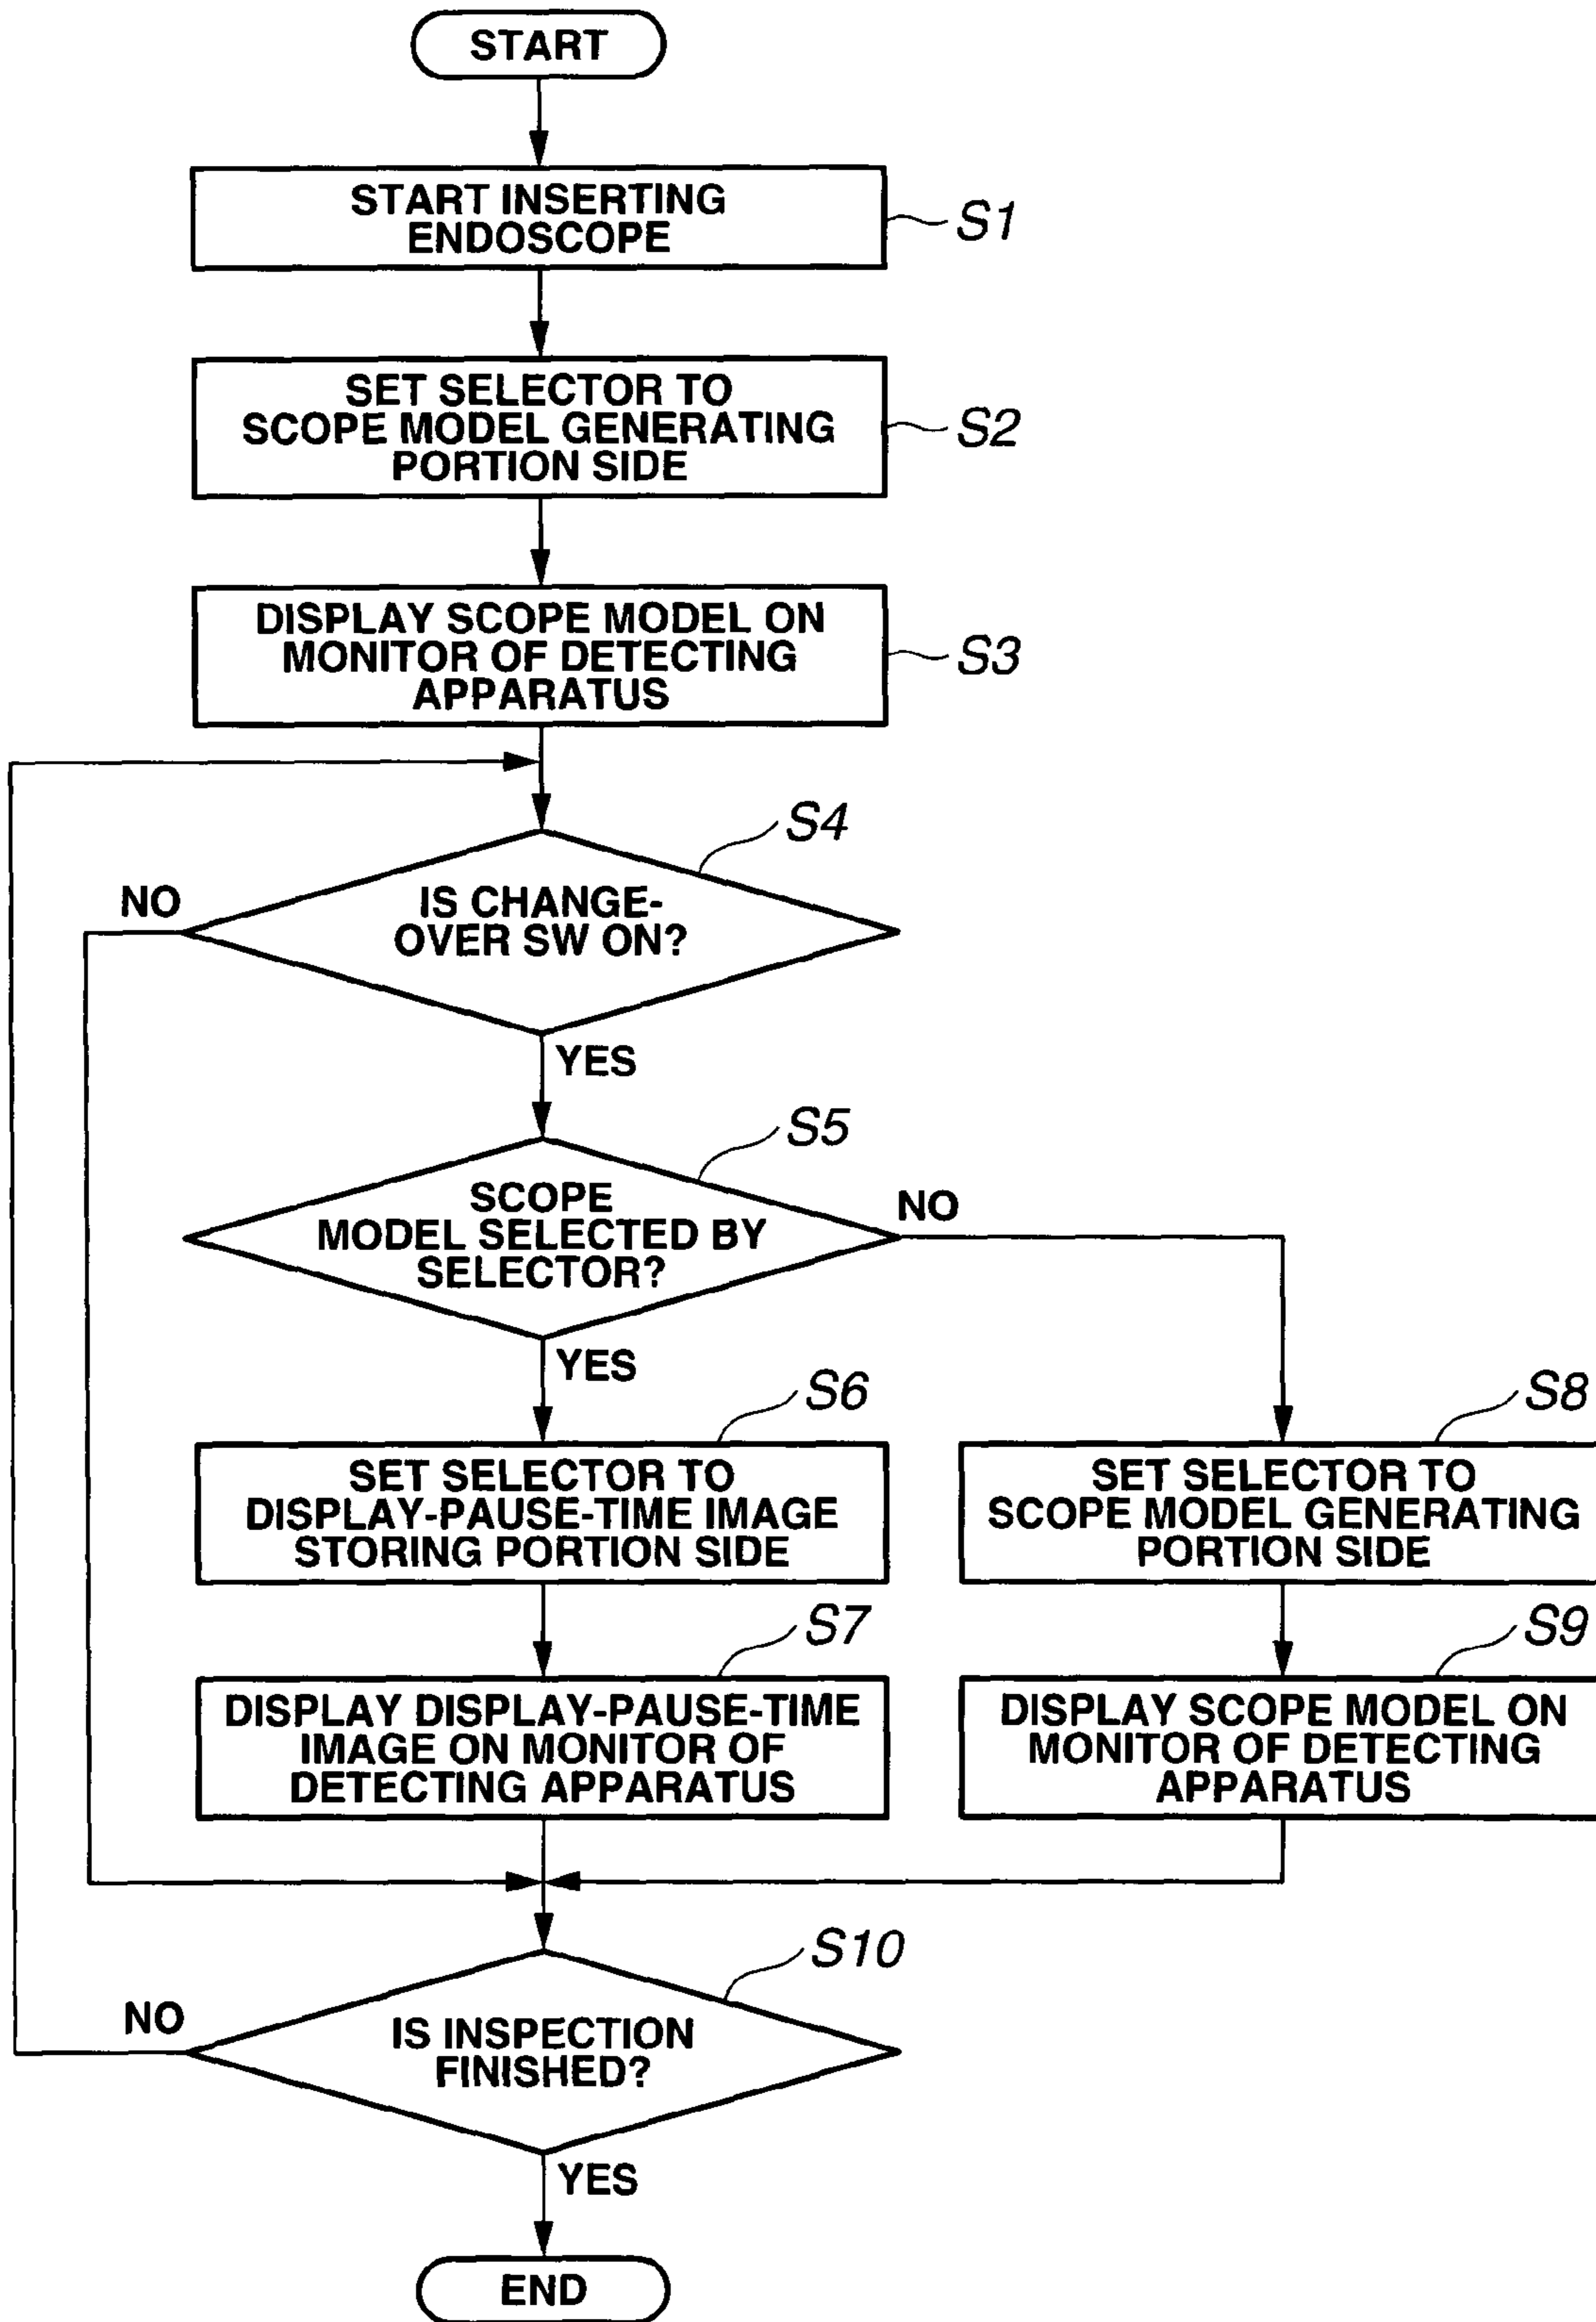 START
START INSERTING
ENDOSCOPE
S1
SET SELECTOR TO
SCOPE MODEL GENERATING
PORTION SIDE
S2
DISPLAY SCOPE MODEL ON
MONITOR OF DETECTING
APPARATUS
S3
S4
NO
IS CHANGE-
OVER SW ON?
YES
S5
SCOPE
MODEL SELECTED BY
SELECTOR?
NO
YES
S6
SET SELECTOR TO
DISPLAY-PAUSE-TIME IMAGE
STORING PORTION SIDE
S8
SET SELECTOR TO
SCOPE MODEL GENERATING
PORTION SIDE
S7
DISPLAY DISPLAY-PAUSE-TIME
IMAGE ON MONITOR OF
DETECTING APPARATUS
S9
DISPLAY SCOPE MODEL ON
MONITOR OF DETECTING
APPARATUS
S10
NO
IS INSPECTION
FINISHED?
YES
END